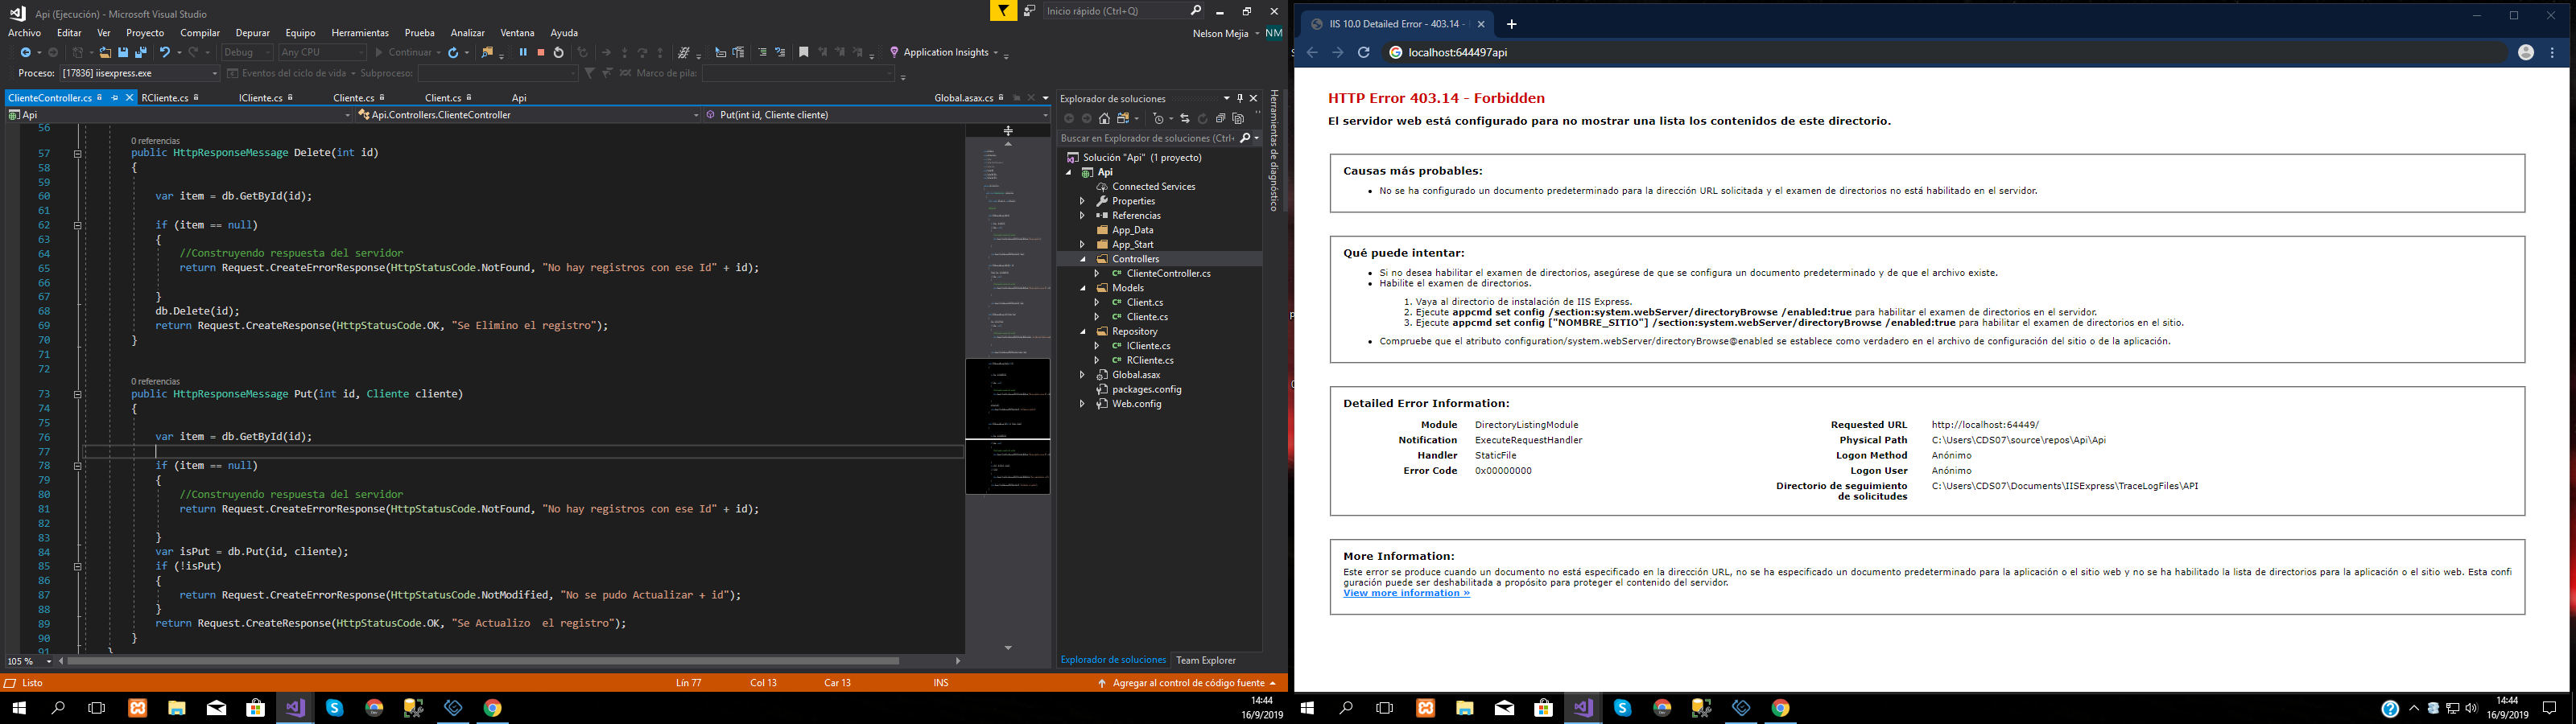 Api (Ejecución) - Microsoft Visual Studio
Inicio rápido (Ctrl+Q)
Archivo Editar Ver Proyecto Compilar Depurar Equipo Herramientas Prueba Analizar Ventana Ayuda
Nelson Mejia NM
Debug Any CPU Continuar Application Insights
Proceso: [17836] iisexpress.exe Eventos del ciclo de vida Subproceso: Marco de pila:
ClienteController.cs RCliente.cs ICliente.cs Cliente.cs Client.cs Api Global.asax.cs
Api Api.Controllers.ClienteController Put(int id, Cliente cliente)
56
0 referencias
57 public HttpResponseMessage Delete(int id)
58 {
59
60 var item = db.GetById(id);
61
62 if (item == null)
63 {
64 //Construyendo respuesta del servidor
65 return Request.CreateErrorResponse(HttpStatusCode.NotFound, "No hay registros con ese Id" + id);
66
67 }
68 db.Delete(id);
69 return Request.CreateResponse(HttpStatusCode.OK, "Se Elimino el registro");
70 }
71
72
0 referencias
73 public HttpResponseMessage Put(int id, Cliente cliente)
74 {
75
76 var item = db.GetById(id);
77
78 if (item == null)
79 {
80 //Construyendo respuesta del servidor
81 return Request.CreateErrorResponse(HttpStatusCode.NotFound, "No hay registros con ese Id" + id);
82
83 }
84 var isPut = db.Put(id, cliente);
85 if (!isPut)
86 {
87 return Request.CreateErrorResponse(HttpStatusCode.NotModified, "No se pudo Actualizar + id");
88 }
89 return Request.CreateResponse(HttpStatusCode.OK, "Se Actualizo  el registro");
90 }
91 }
105 %
Explorador de soluciones
Buscar en Explorador de soluciones (Ctrl+
Solución "Api" (1 proyecto)
Api
Connected Services
Properties
Referencias
App_Data
App_Start
Controllers
C# ClienteController.cs
Models
C# Client.cs
C# Cliente.cs
Repository
C# ICliente.cs
C# RCliente.cs
Global.asax
packages.config
Web.config
Explorador de soluciones Team Explorer
Herramientas de diagnóstico
Listo Lín 77 Col 13 Car 13 INS Agregar al control de código fuente
14:44
16/9/2019
IIS 10.0 Detailed Error - 403.14 -
localhost:644497api
HTTP Error 403.14 - Forbidden
El servidor web está configurado para no mostrar una lista los contenidos de este directorio.
Causas más probables:
No se ha configurado un documento predeterminado para la dirección URL solicitada y el examen de directorios no está habilitado en el servidor.
Qué puede intentar:
Si no desea habilitar el examen de directorios, asegúrese de que se configura un documento predeterminado y de que el archivo existe.
Habilite el examen de directorios.
1. Vaya al directorio de instalación de IIS Express.
2. Ejecute appcmd set config /section:system.webServer/directoryBrowse /enabled:true para habilitar el examen de directorios en el servidor.
3. Ejecute appcmd set config ["NOMBRE_SITIO"] /section:system.webServer/directoryBrowse /enabled:true para habilitar el examen de directorios en el sitio.
Compruebe que el atributo configuration/system.webServer/directoryBrowse@enabled se establece como verdadero en el archivo de configuración del sitio o de la aplicación.
Detailed Error Information:
Module DirectoryListingModule
Notification ExecuteRequestHandler
Handler StaticFile
Error Code 0x00000000
Requested URL http://localhost:64449/
Physical Path C:\Users\CDS07\source\repos\Api\Api
Logon Method Anónimo
Logon User Anónimo
Directorio de seguimiento C:\Users\CDS07\Documents\IISExpress\TraceLogFiles\API
de solicitudes
More Information:
Este error se produce cuando un documento no está especificado en la dirección URL, no se ha especificado un documento predeterminado para la aplicación o el sitio web y no se ha habilitado la lista de directorios para la aplicación o el sitio web. Esta confi
guración puede ser deshabilitada a propósito para proteger el contenido del servidor.
View more information »
14:44
16/9/2019